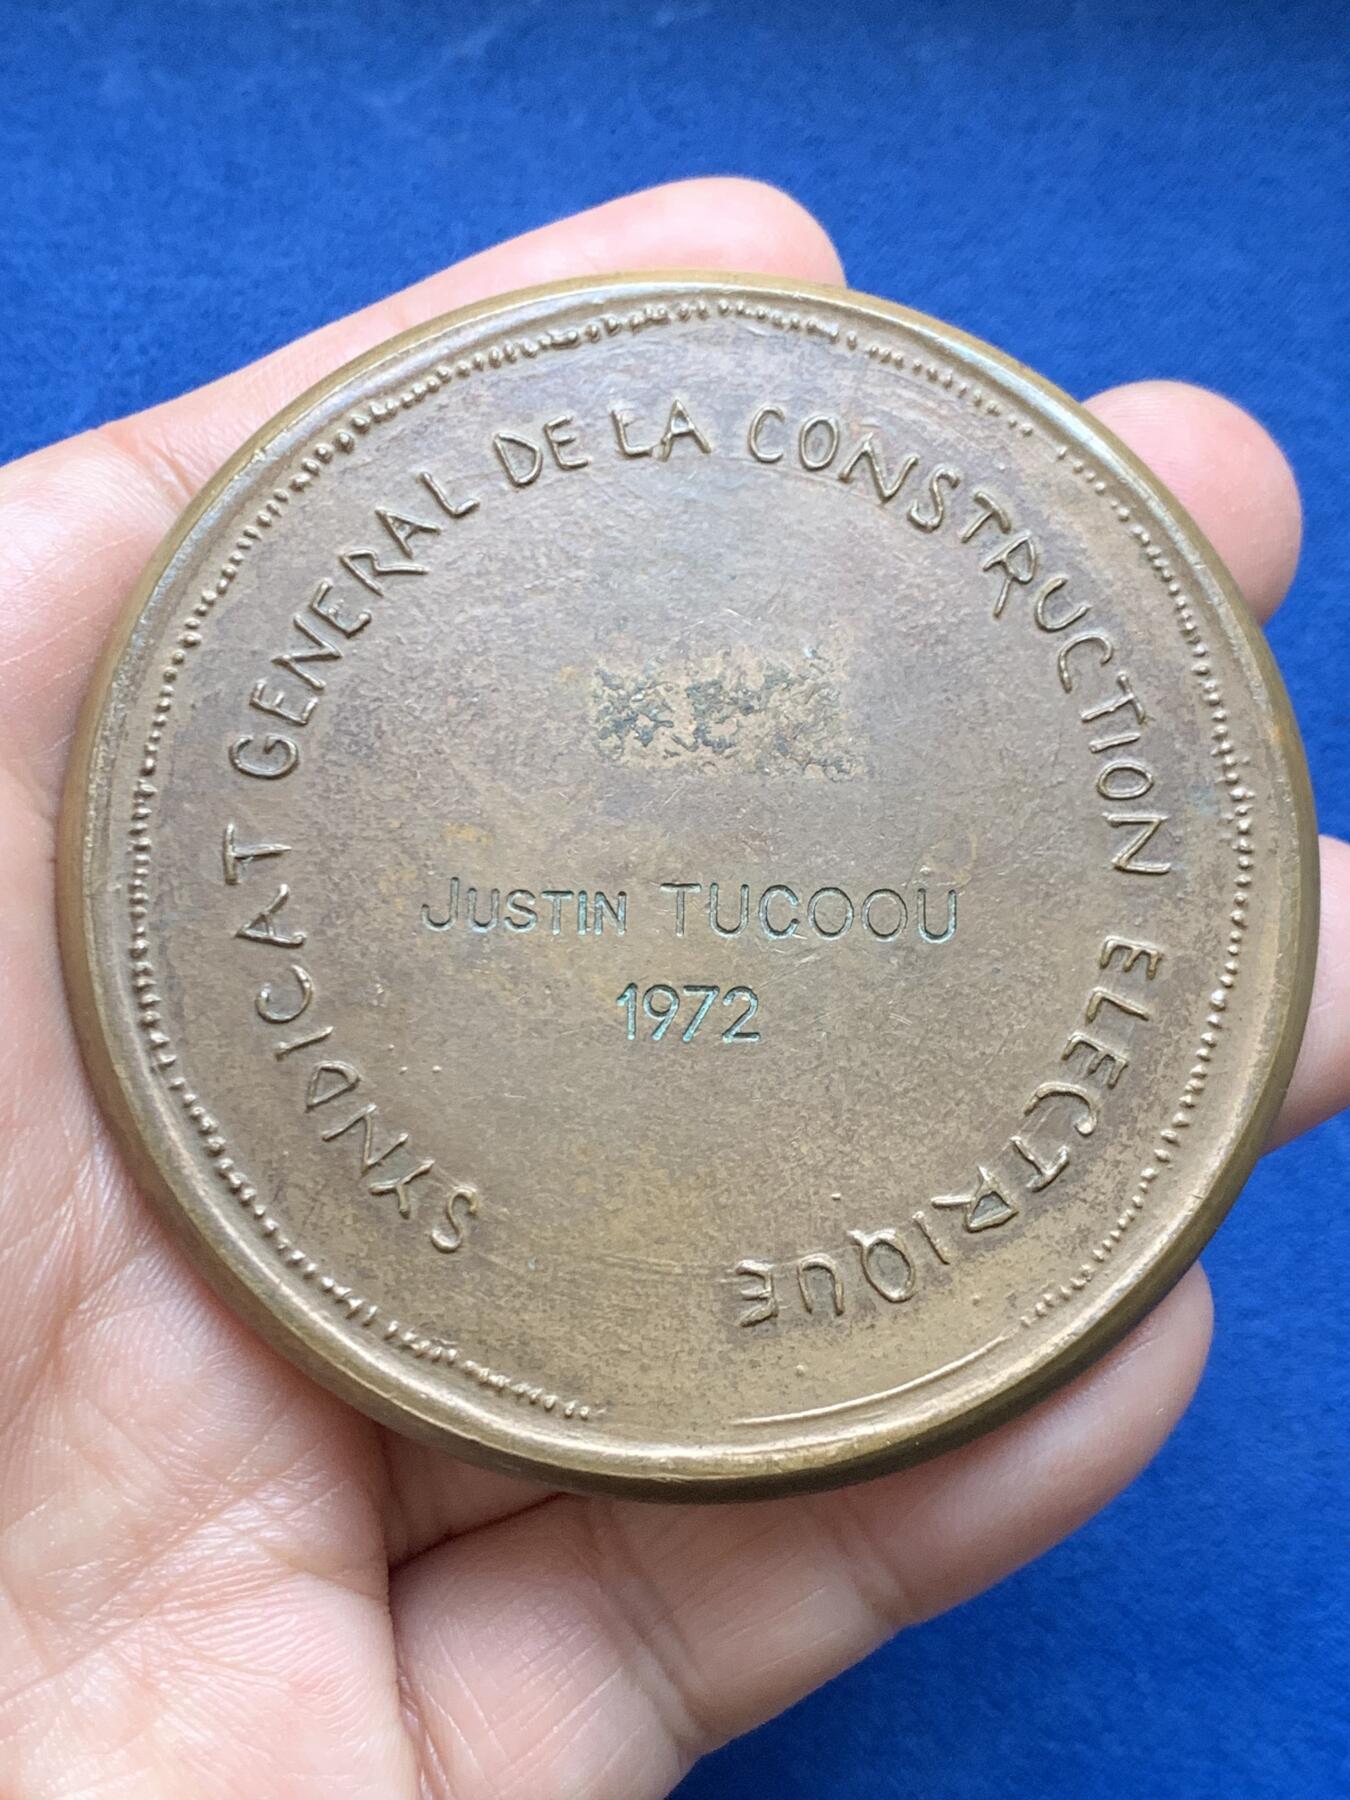 SYNDICAT GENERAL DE LA CONSTRUCTION ELECTRIQUE
JUSTIN TUCOOU
1972